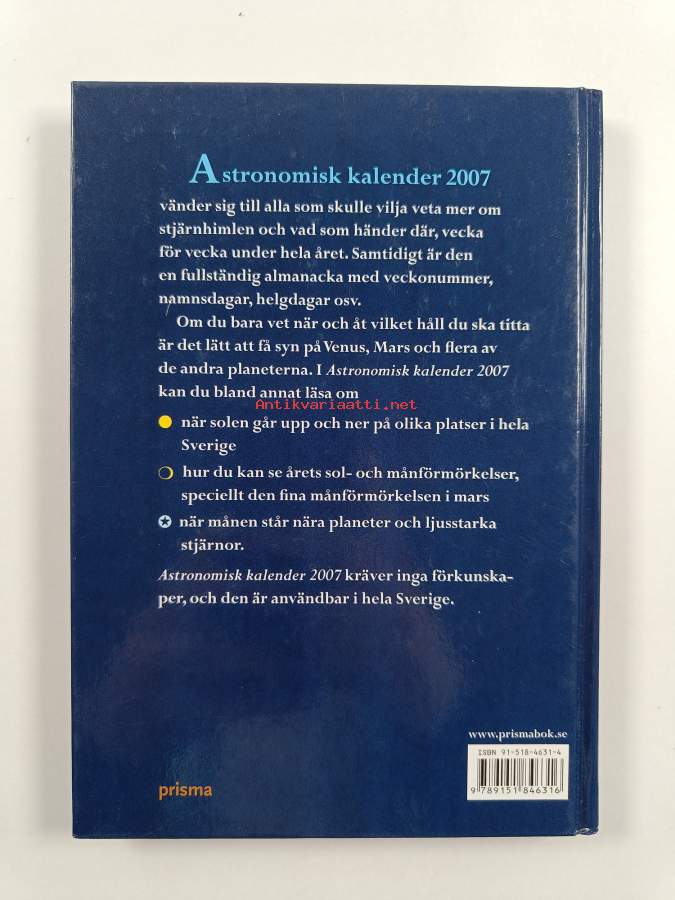 Astronomisk kalender 2007
vänder sig till alla som skulle vilja veta mer om
stjärnhimlen och vad som händer där, vecka
för vecka under hela året. Samtidigt är den
en fullständig almanacka med veckonummer,
namnsdagar, helgdagar osv.
Om du bara vet när och åt vilket håll du ska titta
är det lätt att få syn på Venus, Mars och flera av
de andra planeterna. I Astronomisk kalender 2007
kan du bland annat läsa om
Antikvariaatti.net
när solen går upp och ner på olika platser i hela
Sverige
hur du kan se årets sol- och månförmörkelser,
speciellt den fina månförmörkelsen i mars
när månen står nära planeter och ljusstarka
stjärnor.
Astronomisk kalender 2007 kräver inga förkunska-
per, och den är användbar i hela Sverige.
www.prismabok.se
ISBN 91-518-4631-4
9 789151 846316
prisma